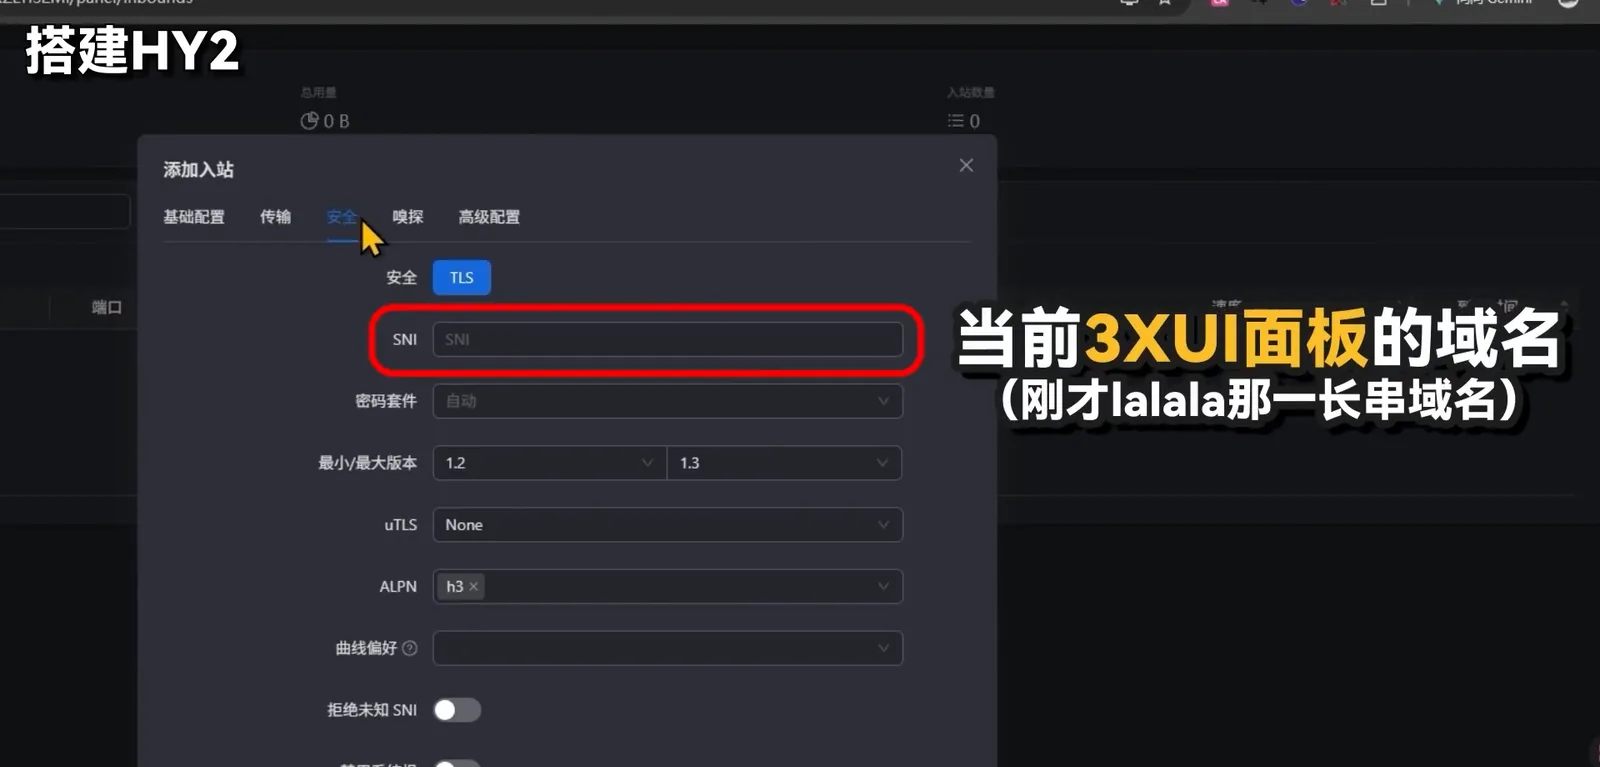 搭建HY2
总用量
0 B
入站数量
0
添加入站
基础配置
传输
安全
嗅探
高级配置
安全
TLS
端口
SNI
SNI
当前3XUI面板的域名
（刚才lalala那一长串域名）
密码套件
自动
最小/最大版本
1.2
1.3
uTLS
None
ALPN
h3
曲线偏好
拒绝未知 SNI